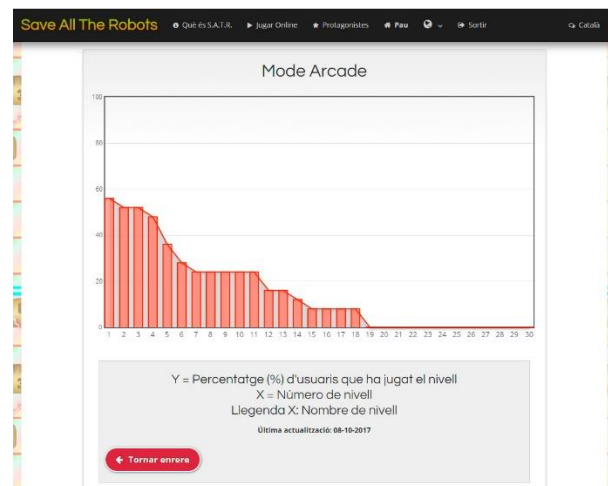 Save All The Robots Què és S.A.T.R. Jugar Online Protagonistes Pau Sortir Català
Mode Arcade
100
80
60
40
20
0
1 2 3 4 5 6 7 8 9 10 11 12 13 14 15 16 17 18 19 20 21 22 23 24 25 26 27 28 29 30
Y = Percentatge (%) d'usuaris que ha jugat el nivell
X = Número de nivell
Llegenda X: Nombre de nivell
Última actualització: 08-10-2017
Tornar enrere